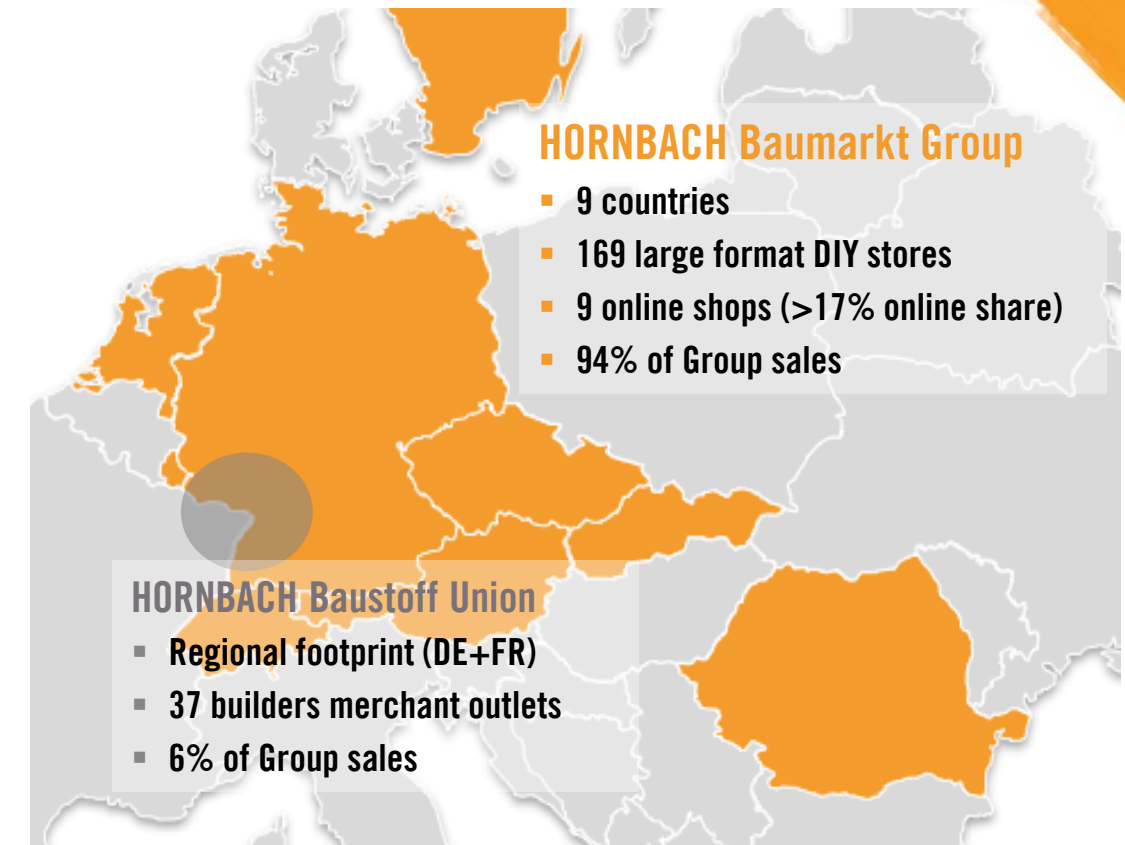 HORNBACH Baumarkt Group
▪ 9 countries
▪ 169 large format DIY stores
▪ 9 online shops (>17% online share)
▪ 94% of Group sales
HORNBACH Baustoff Union
▪ Regional footprint (DE+FR)
▪ 37 builders merchant outlets
▪ 6% of Group sales